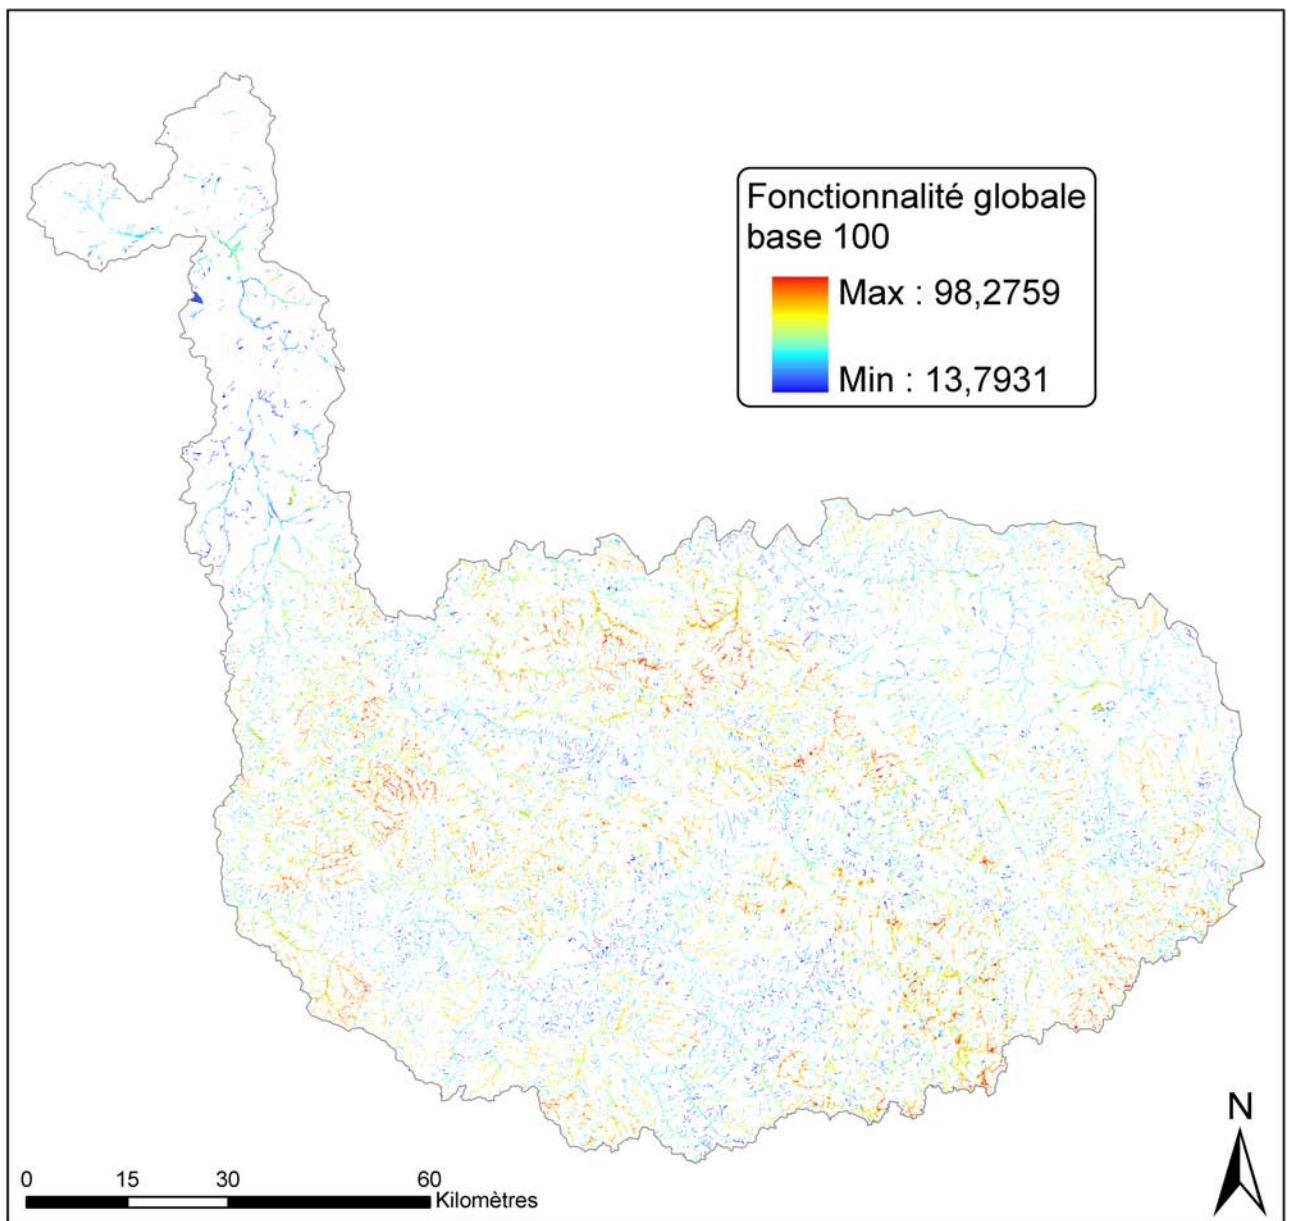 Fonctionnalité globale
base 100
Max : 98,2759
Min : 13,7931
N
0 15 30 60
Kilomètres